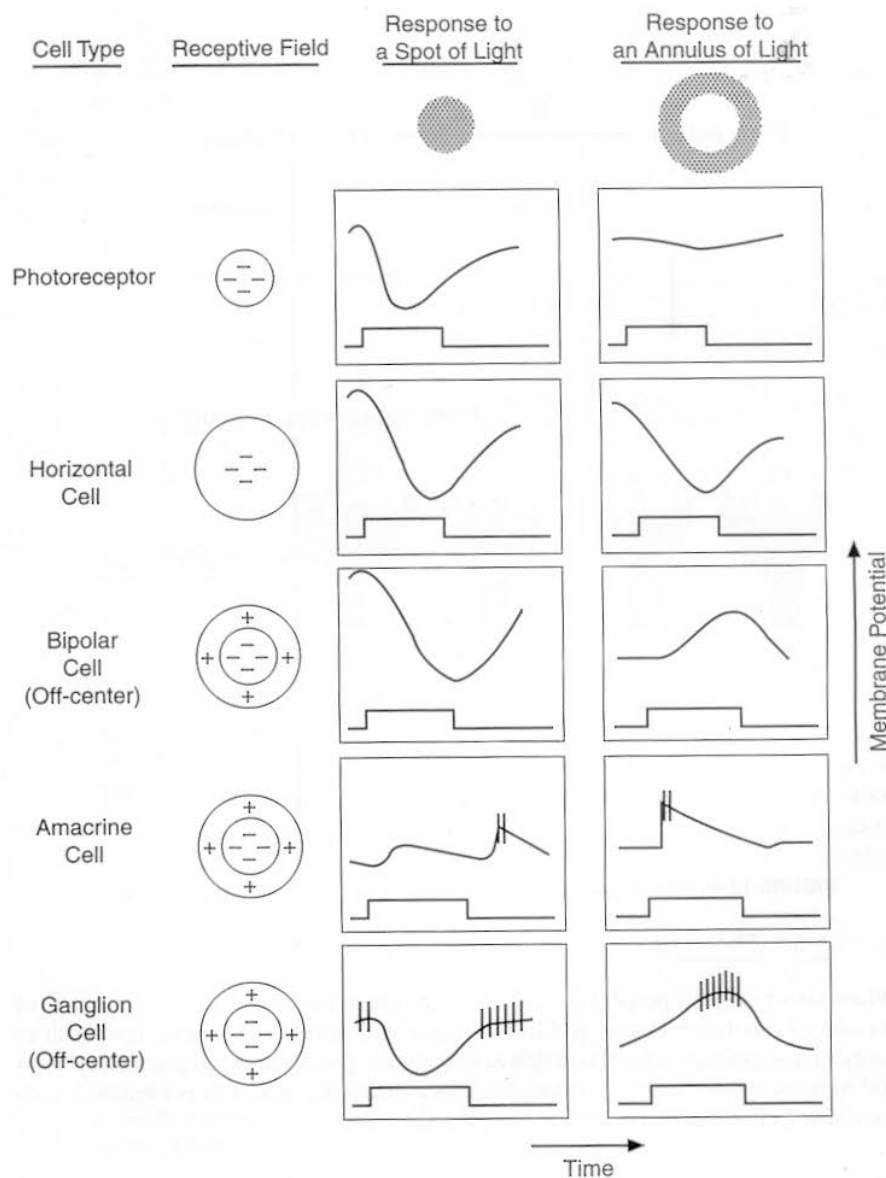 Cell Type
Receptive Field
Response to
a Spot of Light
Response to
an Annulus of Light
Photoreceptor
Horizontal
Cell
Bipolar
Cell
(Off-center)
Amacrine
Cell
Ganglion
Cell
(Off-center)
Membrane Potential
Time